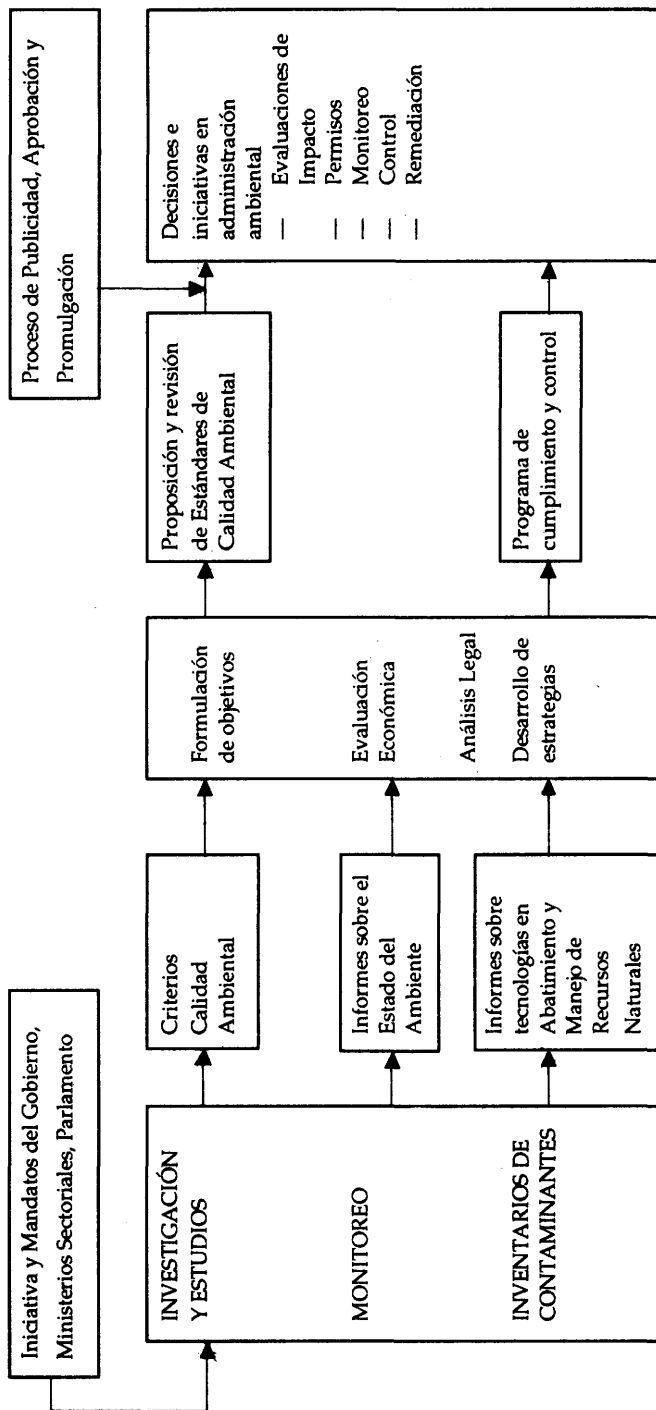 Iniciativa y Mandatos del Gobierno,
Ministerios Sectoriales, Parlamento
Proceso de Publicidad, Aprobación y
Promulgación
INVESTIGACIÓN
Y ESTUDIOS
MONITOREO
INVENTARIOS DE
CONTAMINANTES
Criterios
Calidad
Ambiental
Informes sobre el
Estado del
Ambiente
Informes sobre
tecnologías en
Abatimiento y
Manejo de
Recursos
Naturales
Formulación
de objetivos
Evaluación
Económica
Análisis Legal
Desarrollo de
estrategias
Proposición y revisión
de Estándares de
Calidad Ambiental
Programa de
cumplimiento y control
Decisiones e
iniciativas en
administración
ambiental
— Evaluaciones de
Impacto
— Permisos
— Monitoreo
— Control
— Remediación